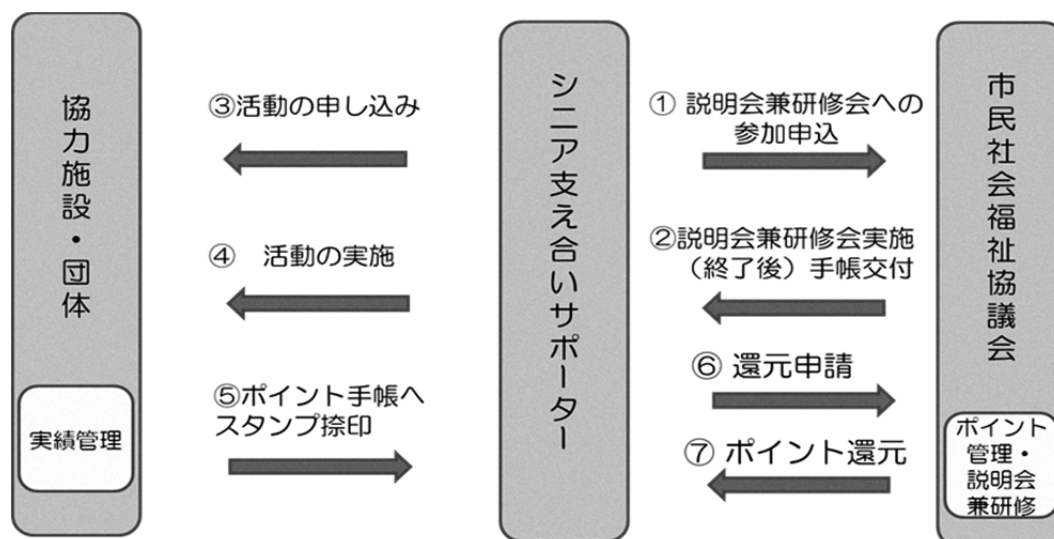 協力施設・団体
実績管理
③活動の申し込み
④ 活動の実施
⑤ポイント手帳へ
スタンプ捺印
シニア支え合いサポーター
① 説明会兼研修会への
参加申込
②説明会兼研修会実施
（終了後）手帳交付
⑥ 還元申請
⑦ ポイント還元
市民社会福祉協議会
ポイント
管理・
説明会
兼研修